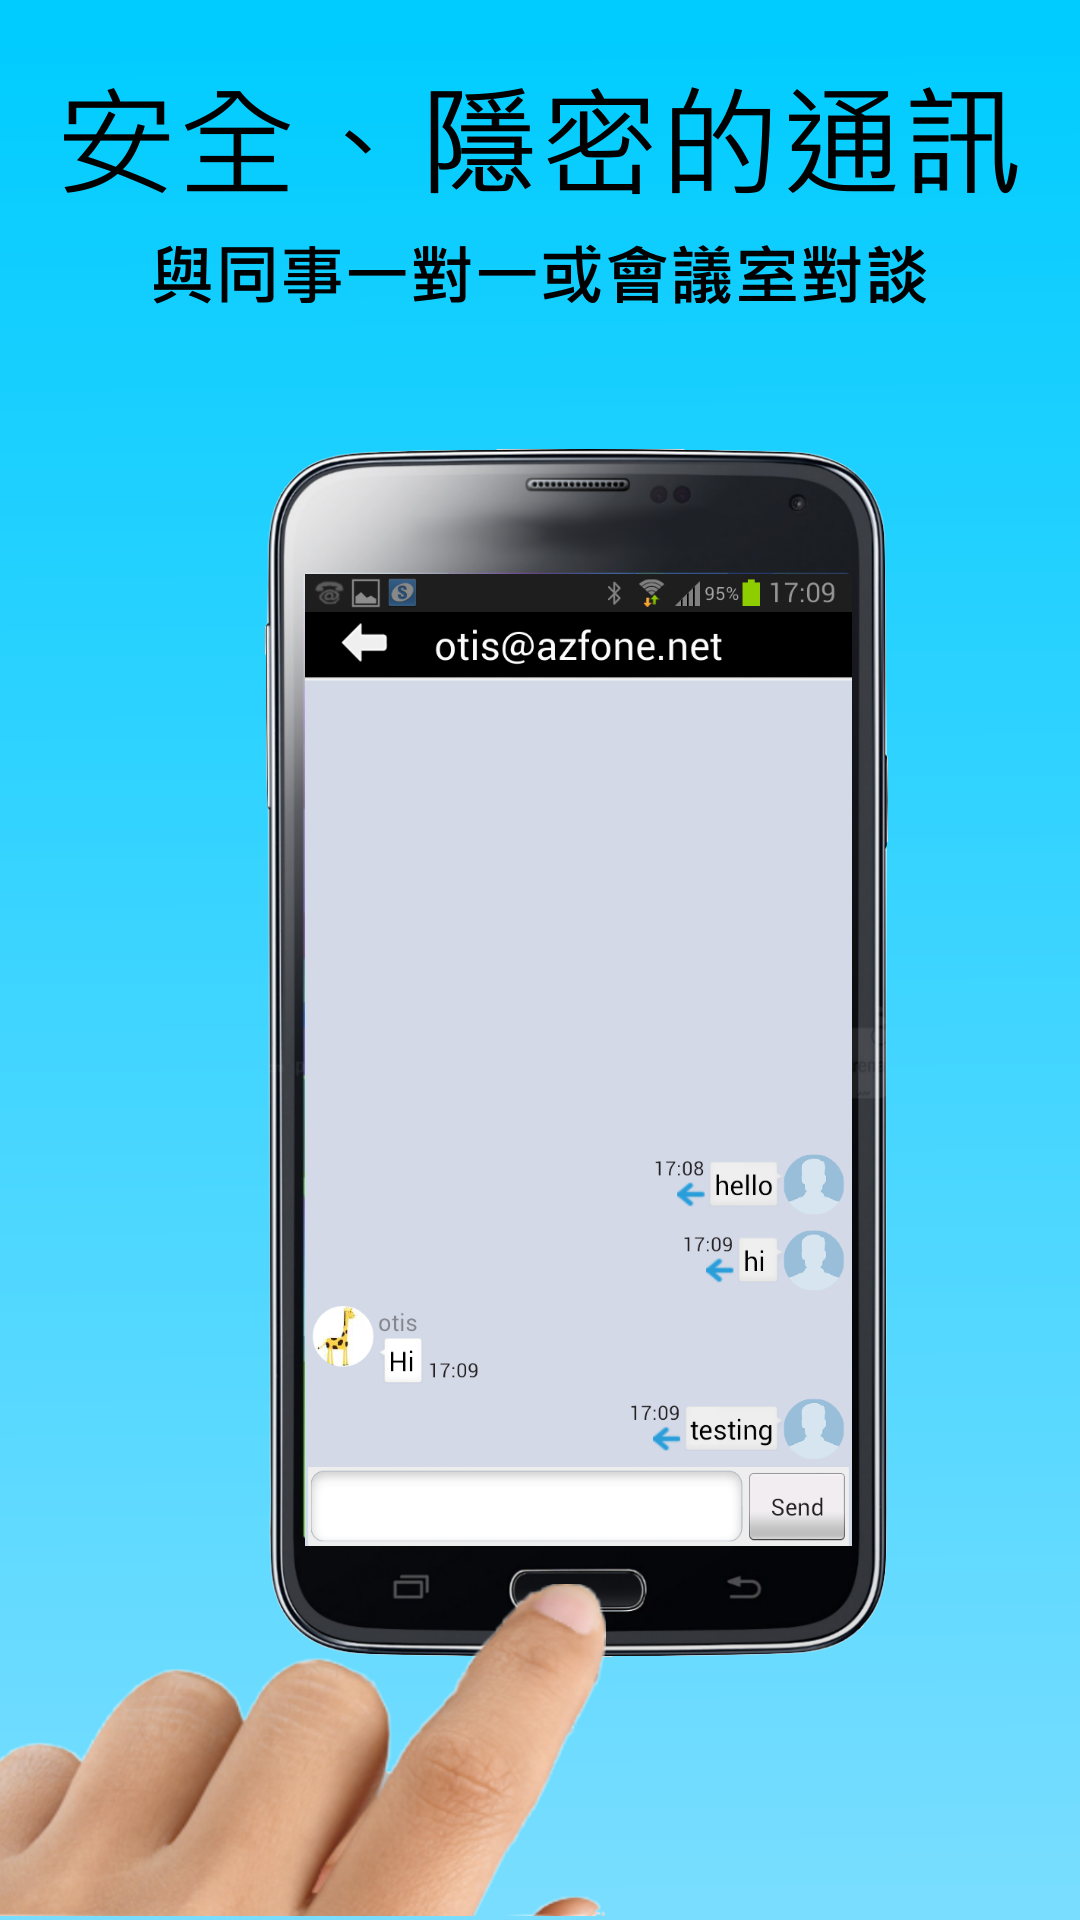 安全、隱密的通訊
與同事一對一或會議室對談
95% 17:09
otis@azfone.net
17:08 hello
17:09 hi
otis
Hi 17:09
17:09 testing
Send